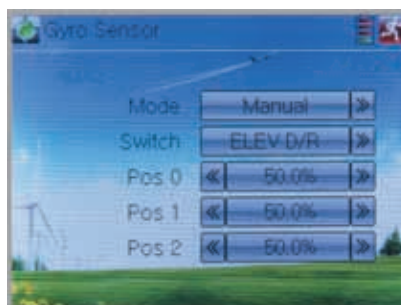 Gyro Sensor
Mode Manual
Switch ELEV D/R
Pos 0 50.0%
Pos 1 50.0%
Pos 2 50.0%